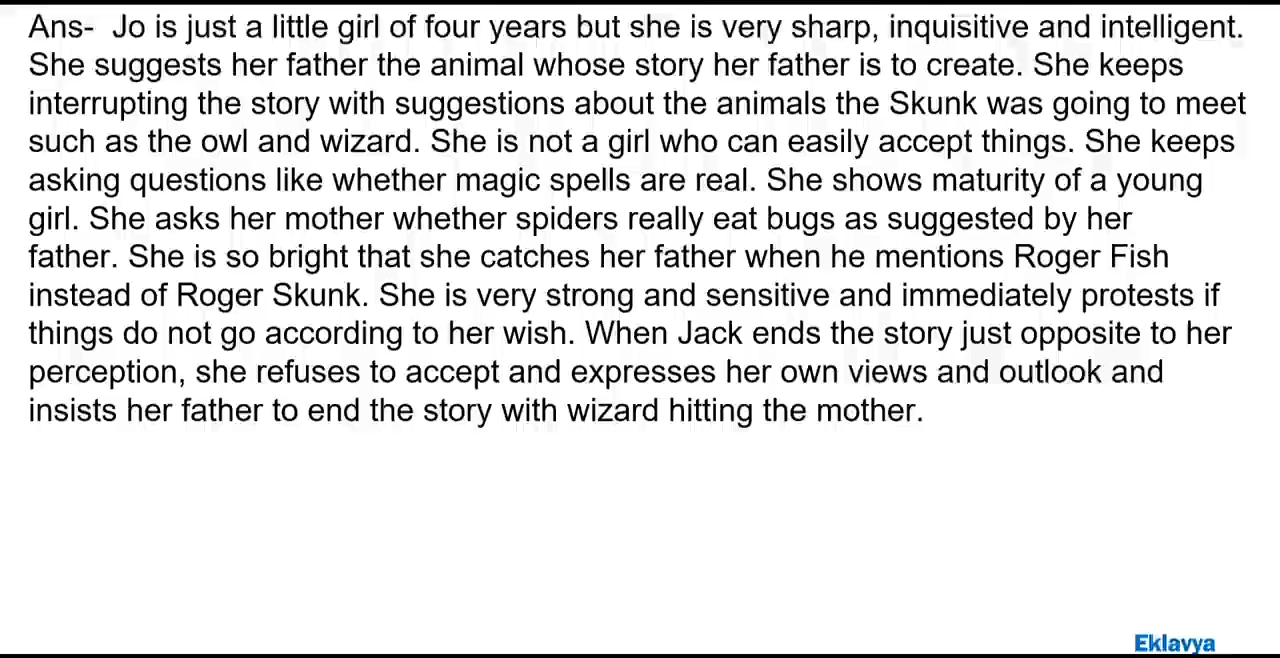 Ans-  Jo is just a little girl of four years but she is very sharp, inquisitive and intelligent.
She suggests her father the animal whose story her father is to create. She keeps
interrupting the story with suggestions about the animals the Skunk was going to meet
such as the owl and wizard. She is not a girl who can easily accept things. She keeps
asking questions like whether magic spells are real. She shows maturity of a young
girl. She asks her mother whether spiders really eat bugs as suggested by her
father. She is so bright that she catches her father when he mentions Roger Fish
instead of Roger Skunk. She is very strong and sensitive and immediately protests if
things do not go according to her wish. When Jack ends the story just opposite to her
perception, she refuses to accept and expresses her own views and outlook and
insists her father to end the story with wizard hitting the mother.
Eklavya